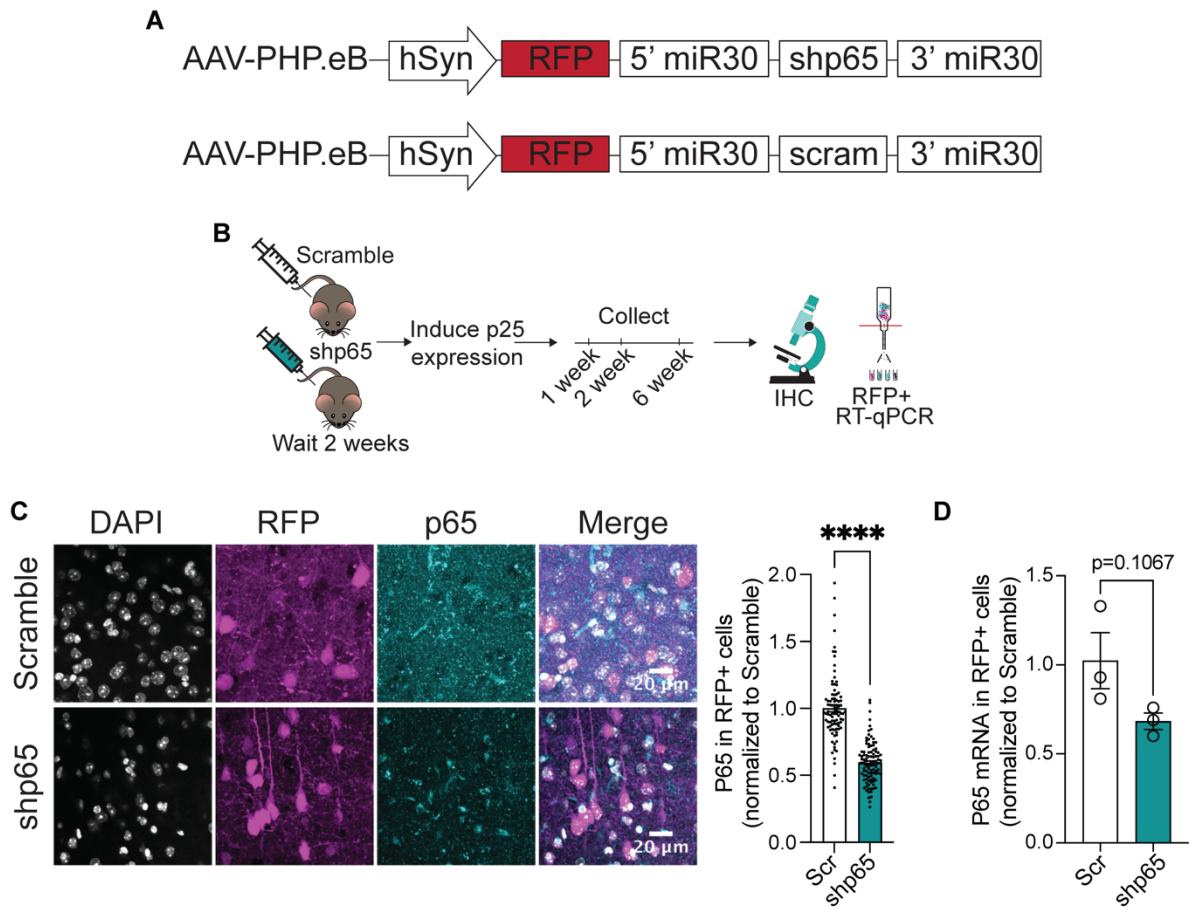 A
AAV-PHP.eB hSyn RFP 5’ miR30 shp65 3’ miR30
AAV-PHP.eB hSyn RFP 5’ miR30 scram 3’ miR30
B
Scramble
shp65
Wait 2 weeks
Induce p25
expression
Collect
1 week
2 week
6 week
IHC
RFP+
RT-qPCR
C
DAPI RFP p65 Merge
Scramble
20 µm
shp65
20 µm
****
P65 in RFP+ cells
(normalized to Scramble)
2.0
1.5
1.0
0.5
0.0
Scr
shp65
D
p=0.1067
P65 mRNA in RFP+ cells
(normalized to Scramble)
1.5
1.0
0.5
0.0
Scr
shp65